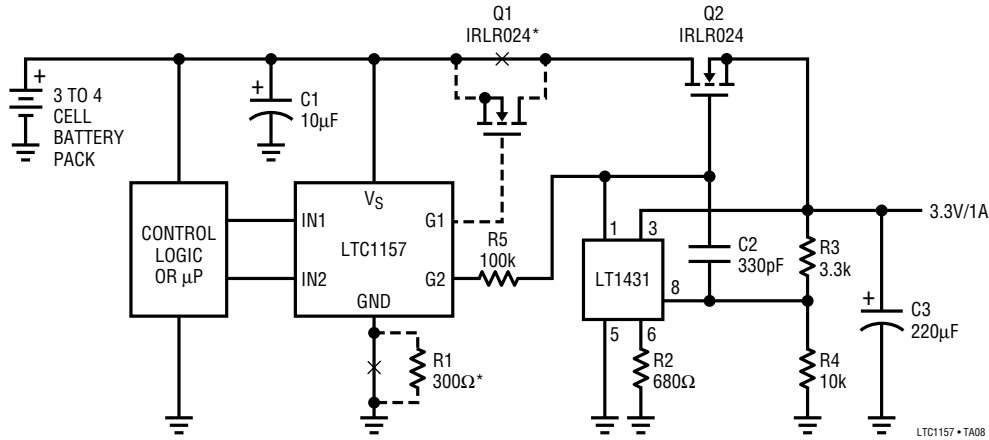 Q1
IRLR024*
Q2
IRLR024
+
3 TO 4
CELL
BATTERY
PACK
+
C1
10μF
CONTROL
LOGIC
OR μP
VS
IN1
G1
LTC1157
IN2
G2
GND
R5
100k
1
3
LT1431
8
5
6
C2
330pF
3.3V/1A
R3
3.3k
+
C3
220μF
R1
300Ω*
R2
680Ω
R4
10k
LTC1157 • TA08